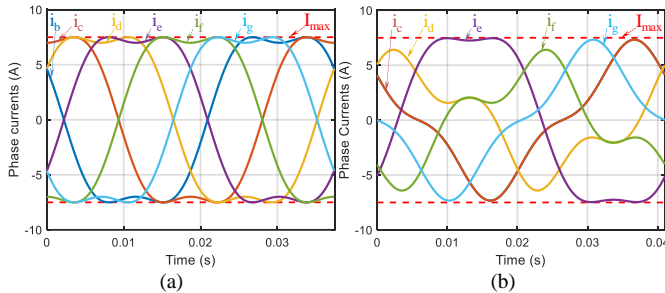 i_b i_c i_d i_e i_f i_g I_max
10
5
0
-5
-10
Phase currents (A)
0 0.01 0.02 0.03
Time (s)
(a)
i_c i_d i_e i_f i_g I_max
10
5
0
-5
-10
Phase Currents (A)
0 0.01 0.02 0.03 0.04
Time (s)
(b)